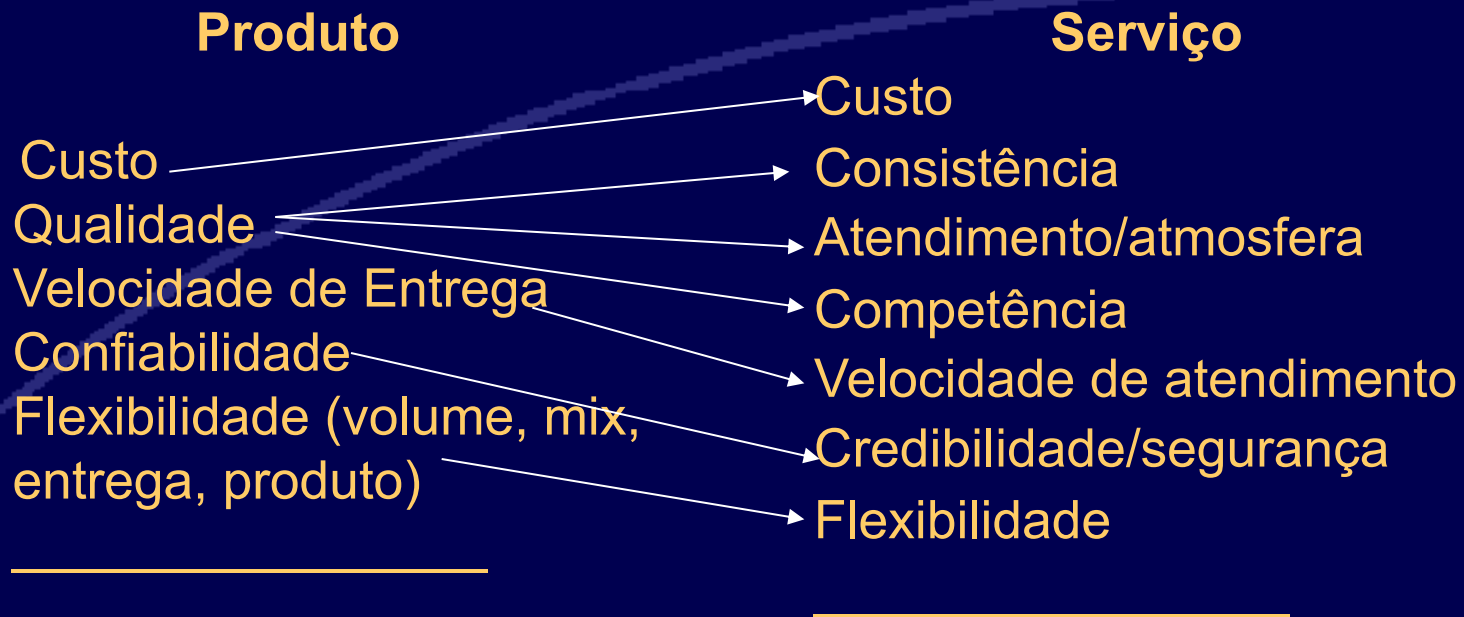 Produto
Custo
Qualidade
Velocidade de Entrega
Confiabilidade
Flexibilidade (volume, mix,
entrega, produto)
Serviço
Custo
Consistência
Atendimento/atmosfera
Competência
Velocidade de atendimento
Credibilidade/segurança
Flexibilidade